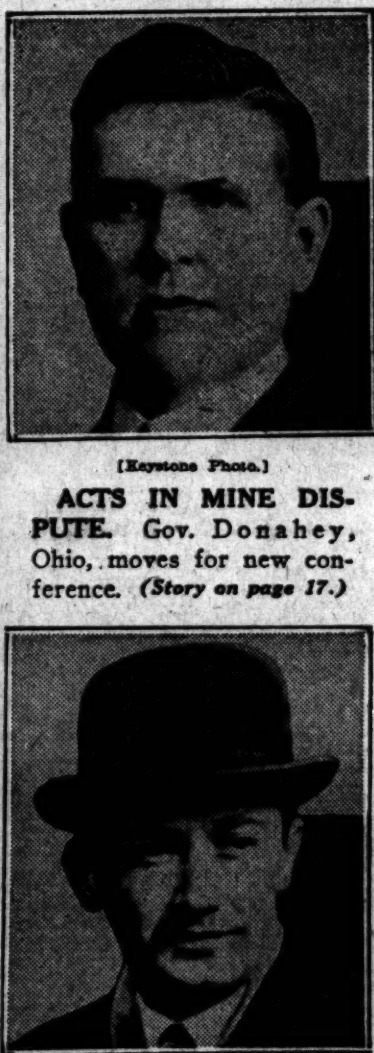 [Keystone Photo.]
ACTS IN MINE DIS-
PUTE. Gov. Donahey,
Ohio, moves for new con-
ference. (Story on page 17.)